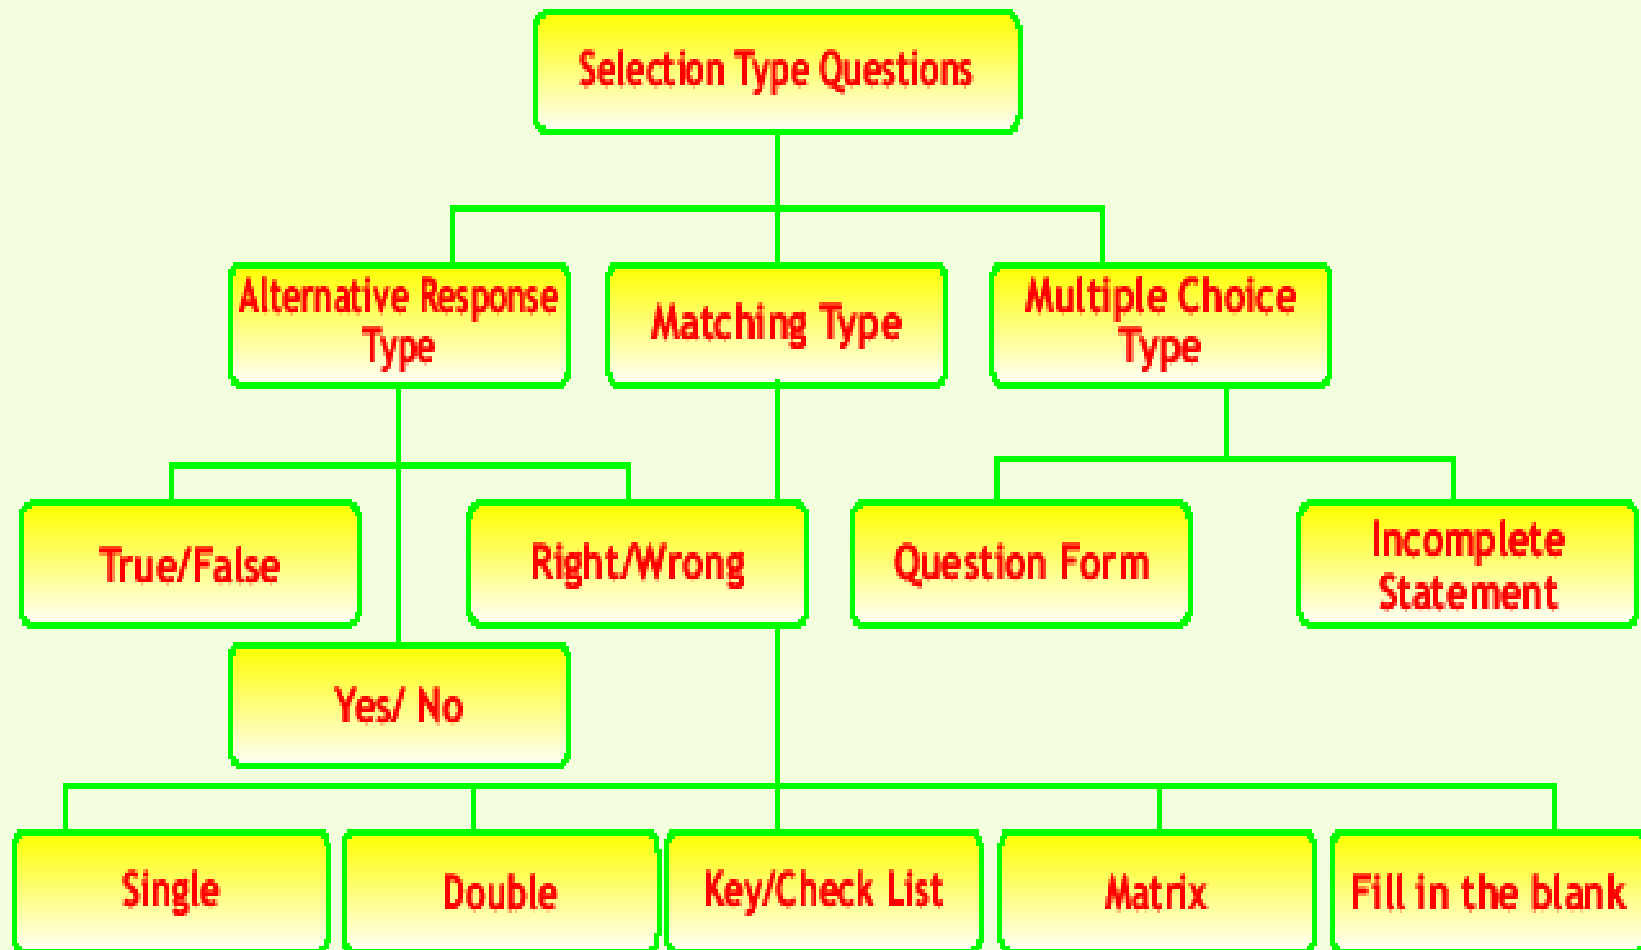 Selection Type Questions
Alternative Response
Type
Matching Type
Multiple Choice
Type
True/False
Right/Wrong
Question Form
Incomplete
Statement
Yes/ No
Single
Double
Key/Check List
Matrix
Fill in the blank